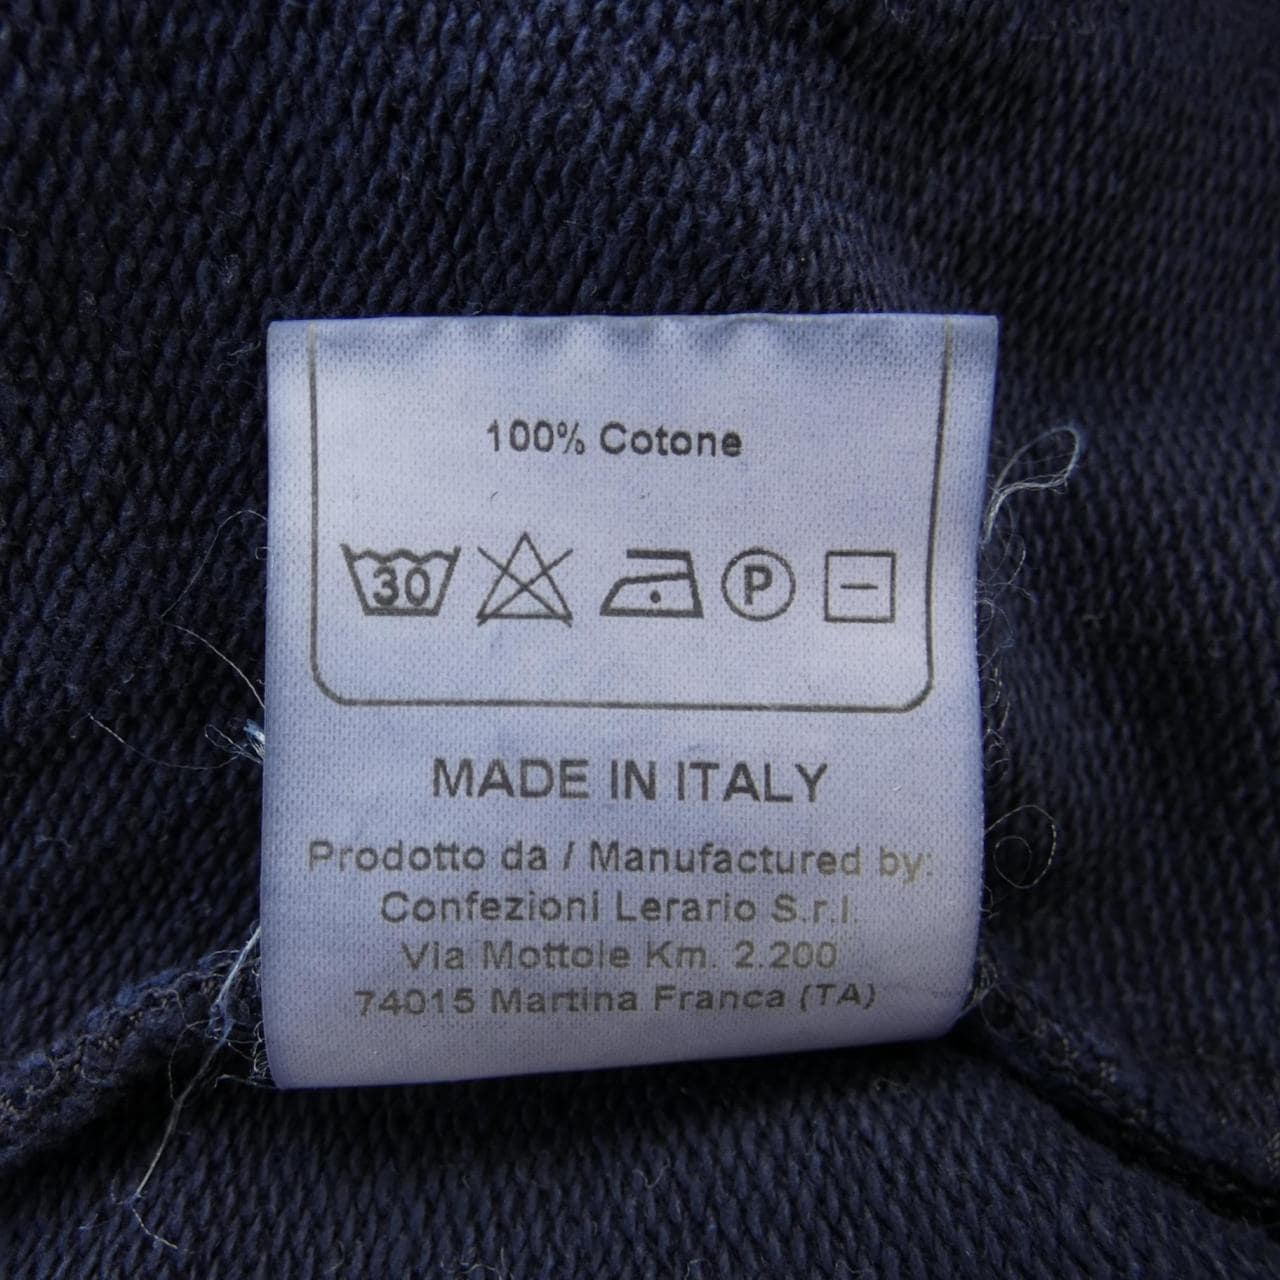 100% Cotone
30 P
MADE IN ITALY
Prodotto da / Manufactured by:
Confezioni Lerario S.r.l.
Via Mottole Km. 2.200
74015 Martina Franca (TA)